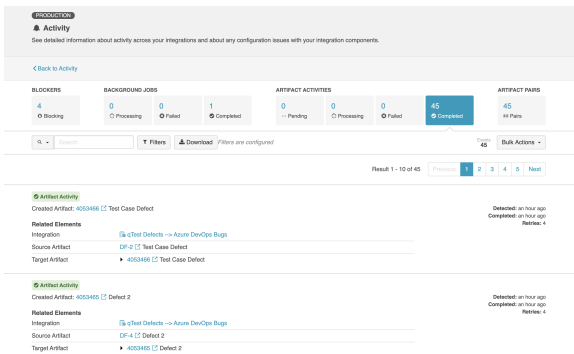 PRODUCTION
Activity
See detailed information about activity across your integrations and about any configuration issues with your integration components.
Back to Activity
BLOCKERS BACKGROUND JOBS ARTIFACT ACTIVITIES ARTIFACT PAIRS
4 0 0 1 0 0 0 45 45
Blocking Processing Failed Completed Pending Processing Failed Completed Pairs
Search Filters Download Filters are configured Events 45 Bulk Actions
Result 1 - 10 of 45 Previous 1 2 3 4 5 Next
Artifact Activity
Created Artifact: 4053466 Test Case Defect Detected: an hour ago
Completed: an hour ago
Related Elements Retries: 4
Integration qTest Defects --> Azure DevOps Bugs
Source Artifact DF-2 Test Case Defect
Target Artifact 4053466 Test Case Defect
Artifact Activity
Created Artifact: 4053465 Defect 2 Detected: an hour ago
Completed: an hour ago
Related Elements Retries: 4
Integration qTest Defects --> Azure DevOps Bugs
Source Artifact DF-4 Defect 2
Target Artifact 4053465 Defect 2